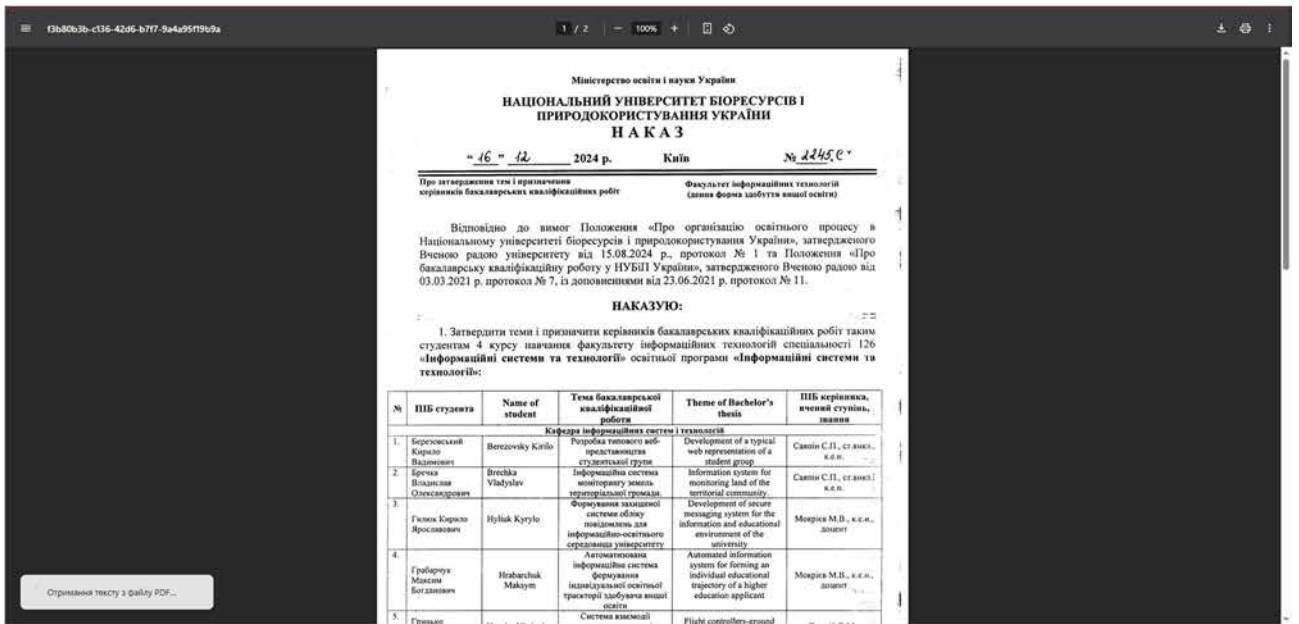 f3b80b3b-c136-42d6-b7f7-9a4a95f19b9a
1 / 2
100%
Міністерство освіти і науки України
НАЦІОНАЛЬНИЙ УНІВЕРСИТЕТ БІОРЕСУРСІВ І
ПРИРОДОКОРИСТУВАННЯ УКРАЇНИ
НАКАЗ
"16" 12 2024 р. Київ № 2245 С
Про затвердження тем і призначення
керівників бакалаврських кваліфікаційних робіт
Факультет інформаційних технологій
(денна форма здобуття вищої освіти)
Відповідно до вимог Положення «Про організацію освітнього процесу в
Національному університеті біоресурсів і природокористування України», затвердженого
Вченою радою університету від 15.08.2024 р., протокол № 1 та Положення «Про
бакалаврську кваліфікаційну роботу у НУБіП України», затвердженого Вченою радою від
03.03.2021 р. протокол № 7, із доповненнями від 23.06.2021 р. протокол № 11.
НАКАЗУЮ:
1. Затвердити теми і призначити керівників бакалаврських кваліфікаційних робіт таким
студентам 4 курсу навчання факультету інформаційних технологій спеціальності 126
«Інформаційні системи та технології» освітньої програми «Інформаційні системи та
технології»:
№
ПІБ студента
Name of
student
Тема бакалаврської
кваліфікаційної
роботи
Theme of Bachelor's
thesis
ПІБ керівника,
вчений ступінь,
звання
Кафедра інформаційних систем і технологій
1.
Березовський
Кирило
Вадимович
Berezovsky Kirilo
Розробка типового веб-
представництва
студентської групи
Development of a typical
web representation of a
student group
Саяпін С.П., ст.викл.,
к.е.н.
2.
Бречка
Владислав
Олександрович
Brechka
Vladyslav
Інформаційна система
моніторингу земель
територіальної громади.
Information system for
monitoring land of the
territorial community.
Саяпін С.П., ст.викл.,
к.е.н.
3.
Гилюк Кирило
Ярославович
Hyliuk Kyrylo
Формування захищеної
системе обліку
повідомлень для
інформаційно-освітнього
середовища університету
Development of secure
messaging system for the
information and educational
environment of the
university
Мокрієв М.В., к.е.н.,
доцент
4.
Грабарчук
Максим
Богданович
Hrabarchuk
Maksym
Автоматизована
інформаційна система
формування
індивідуальної освітньої
траєкторії здобувача вищої
освіти
Automated information
system for forming an
individual educational
trajectory of a higher
education applicant
Мокрієв М.В., к.е.н.,
доцент
5.
Гринько
Система взаємодії
Flight controllers-ground
Отримання тексту з файлу PDF...